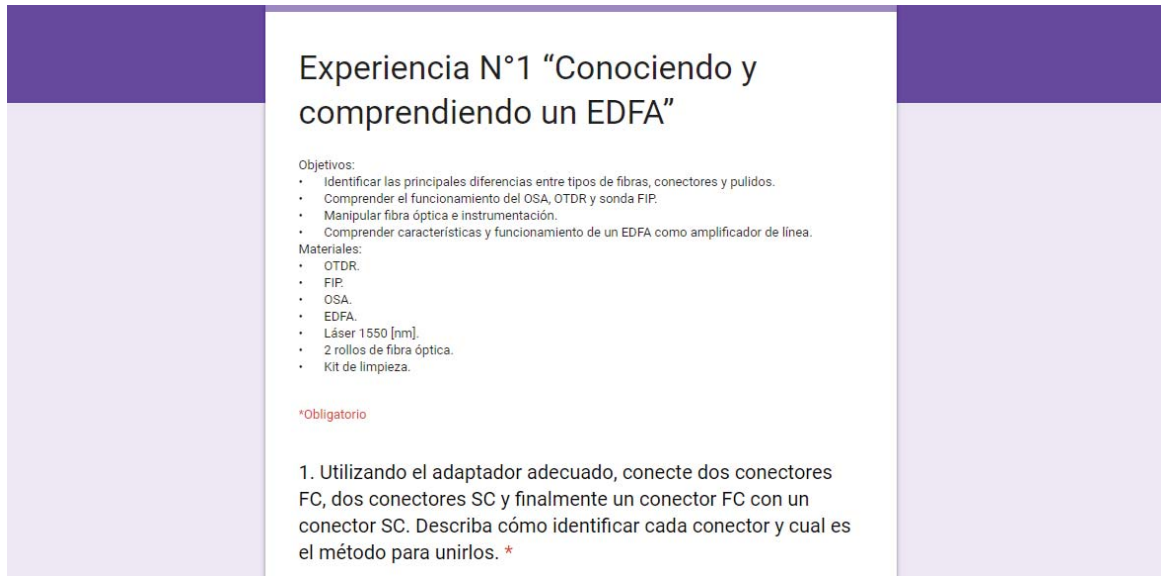 Experiencia N°1 “Conociendo y
comprendiendo un EDFA”
Objetivos:
• Identificar las principales diferencias entre tipos de fibras, conectores y pulidos.
• Comprender el funcionamiento del OSA, OTDR y sonda FIP.
• Manipular fibra óptica e instrumentación.
• Comprender características y funcionamiento de un EDFA como amplificador de línea.
Materiales:
• OTDR.
• FIP.
• OSA.
• EDFA.
• Láser 1550 [nm].
• 2 rollos de fibra óptica.
• Kit de limpieza.
*Obligatorio
1. Utilizando el adaptador adecuado, conecte dos conectores
FC, dos conectores SC y finalmente un conector FC con un
conector SC. Describa cómo identificar cada conector y cual es
el método para unirlos. *